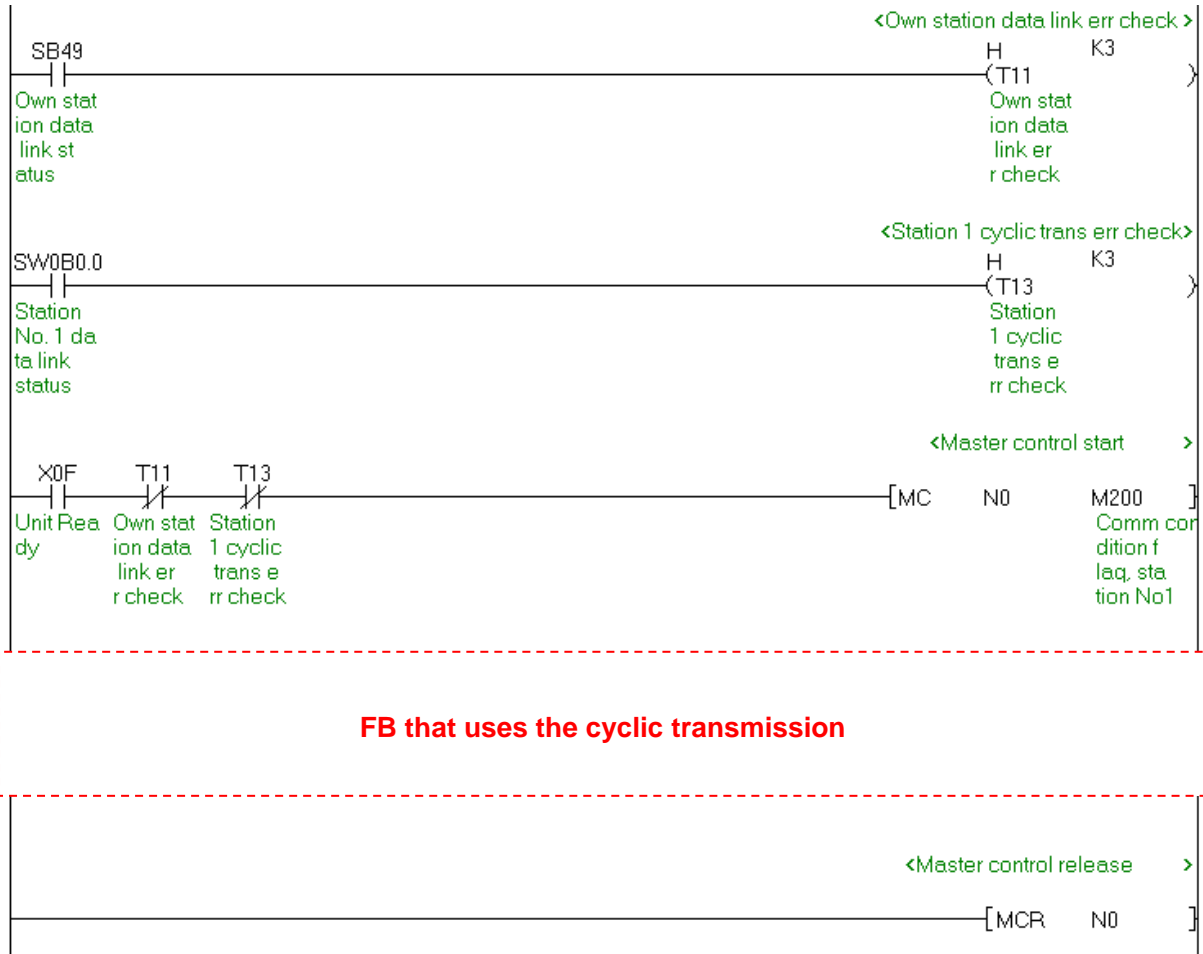 <Own station data link err check >
SB49
H K3
(T11 )
Own stat
ion data
link st
atus
Own stat
ion data
link er
r check
<Station 1 cyclic trans err check>
SW0B0.0
H K3
(T13 )
Station
No. 1 da
ta link
status
Station
1 cyclic
trans e
rr check
<Master control start >
X0F T11 T13
[MC N0 M200 ]
Unit Rea
dy
Own stat
ion data
link er
r check
Station
1 cyclic
trans e
rr check
Comm con
dition f
laq, sta
tion No1
FB that uses the cyclic transmission
<Master control release >
[MCR N0 ]